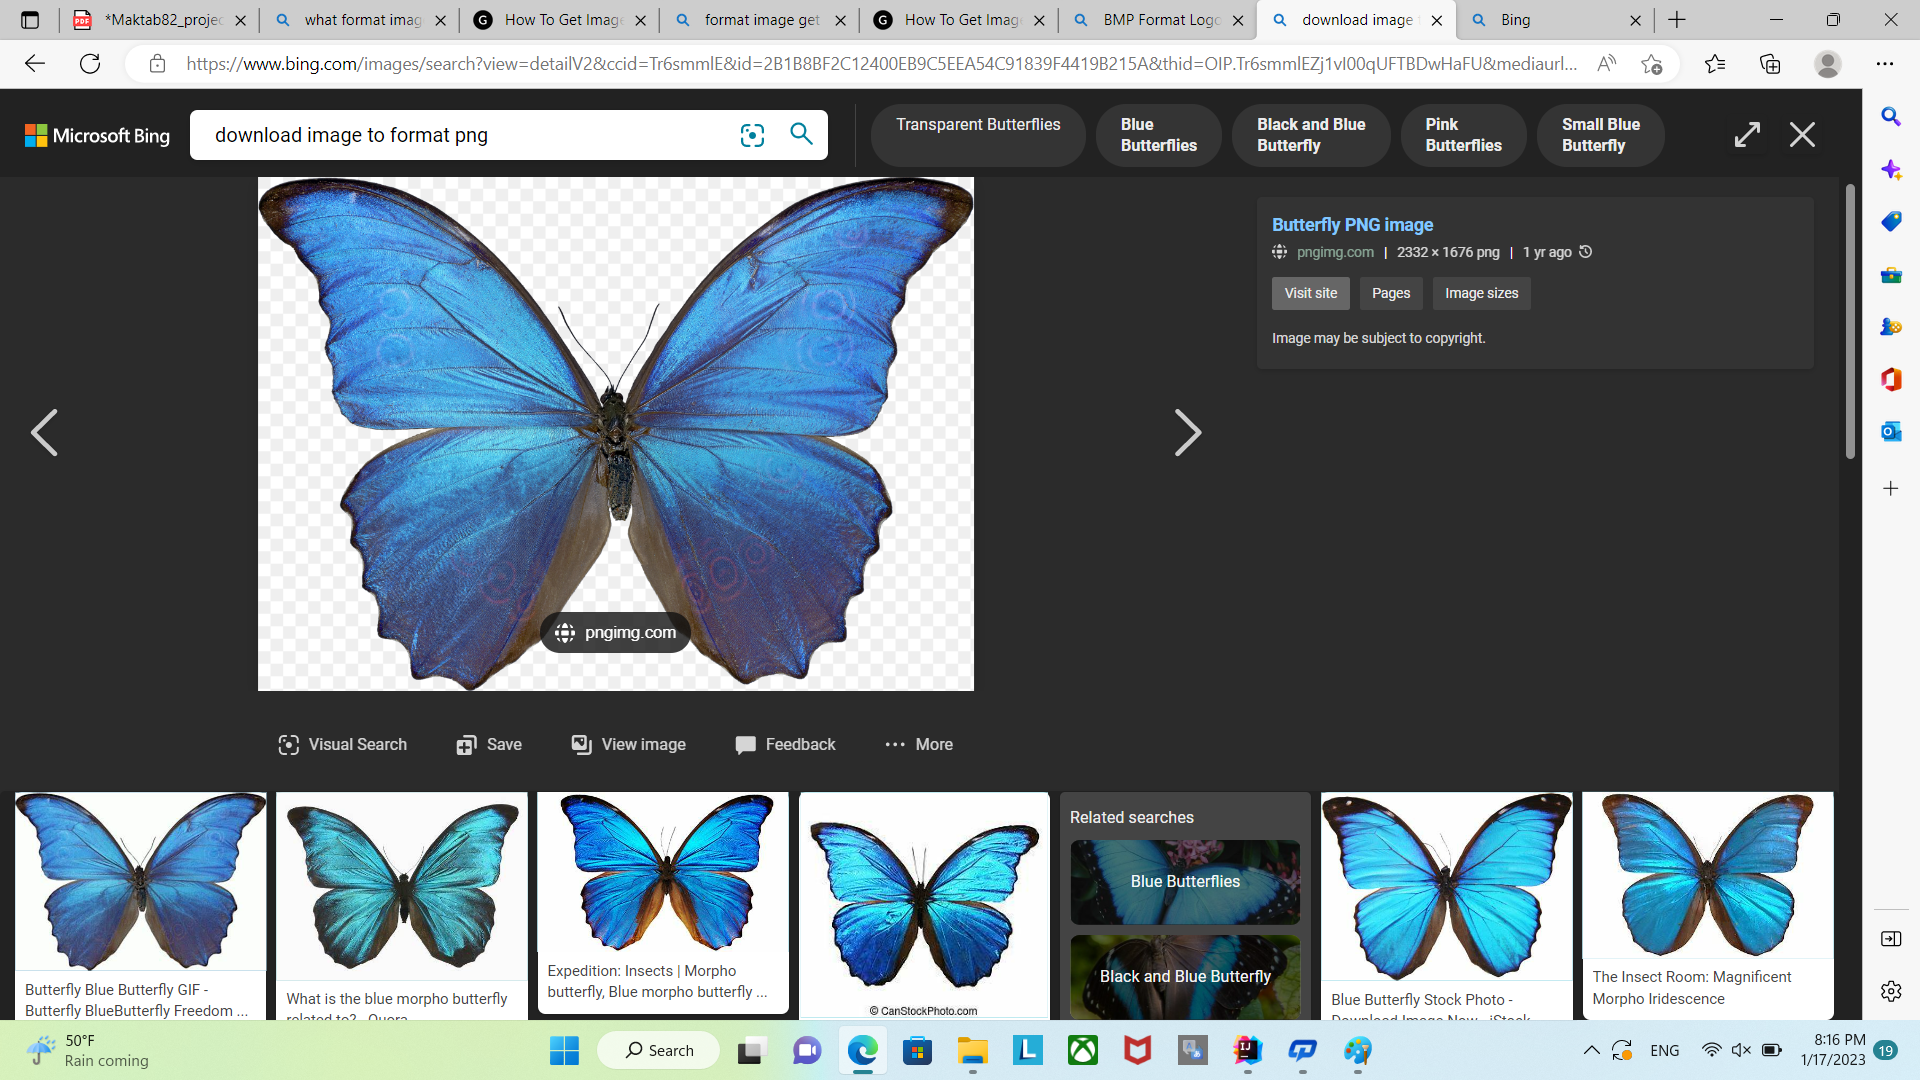 *Maktab82_projec
what format imag
How To Get Image
format image get
How To Get Image
BMP Format Logo
download image t
Bing
https://www.bing.com/images/search?view=detailV2&ccid=Tr6smmlE&id=2B1B8BF2C12400EB9C5EEA54C91839F4419B215A&thid=OIP.Tr6smmlEZj1vl00qUFTBDwHaFU&mediaurl...
Microsoft Bing
download image to format png
Transparent Butterflies
Blue
Butterflies
Black and Blue
Butterfly
Pink
Butterflies
Small Blue
Butterfly
Butterfly PNG image
pngimg.com | 2332 × 1676 png | 1 yr ago
Visit site
Pages
Image sizes
Image may be subject to copyright.
pngimg.com
Visual Search
Save
View image
Feedback
More
Butterfly Blue Butterfly GIF -
Butterfly BlueButterfly Freedom ...
What is the blue morpho butterfly
related to? - Quora
Expedition: Insects | Morpho
butterfly, Blue morpho butterfly ...
© CanStockPhoto.com
Related searches
Blue Butterflies
Black and Blue Butterfly
Blue Butterfly Stock Photo -
Download Image Now - iStock
The Insect Room: Magnificent
Morpho Iridescence
50°F
Rain coming
Search
ENG
8:16 PM
1/17/2023
19